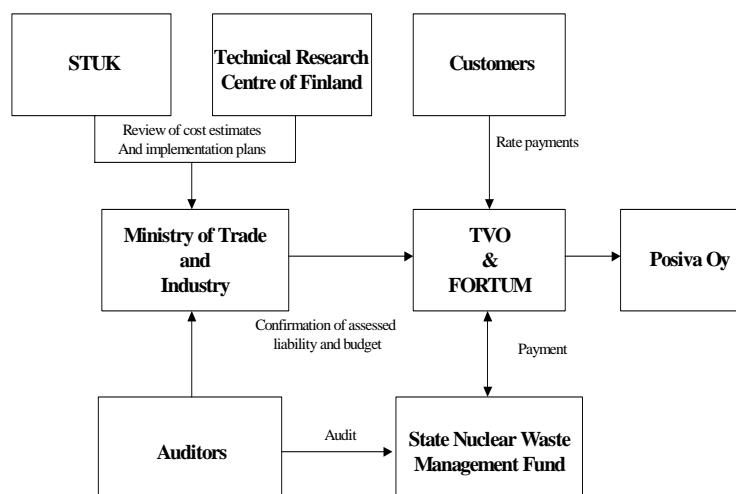 STUK
Technical Research
Centre of Finland
Customers
Review of cost estimates
And implementation plans
Rate payments
Ministry of Trade
and
Industry
TVO
&
FORTUM
Posiva Oy
Confirmation of assessed
liability and budget
Payment
Auditors
Audit
State Nuclear Waste
Management Fund